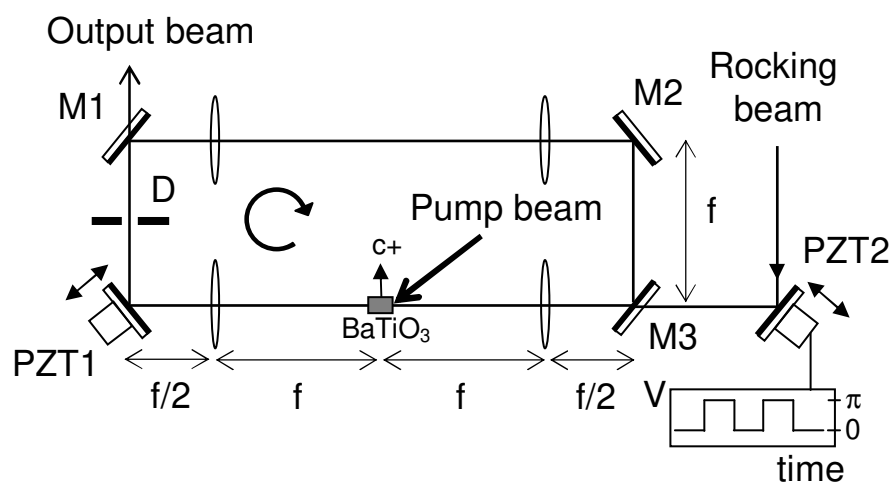 Output beam
Rocking
beam
M1
M2
D
Pump beam
f
PZT2
c+
BaTiO₃
M3
PZT1
f/2
f
f
f/2
V
π
0
time